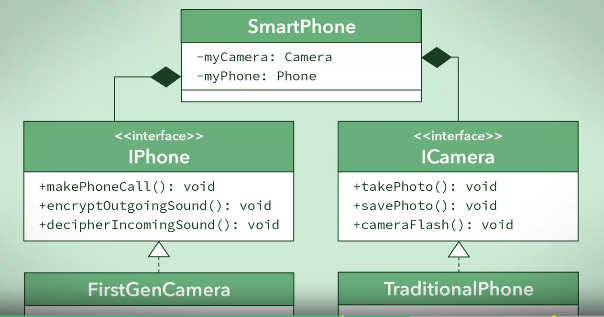 SmartPhone
-myCamera: Camera
-myPhone: Phone
<<interface>>
IPhone
+makePhoneCall(): void
+encryptOutgoingSound(): void
+decipherIncomingSound(): void
<<interface>>
ICamera
+takePhoto(): void
+savePhoto(): void
+cameraFlash(): void
FirstGenCamera
TraditionalPhone